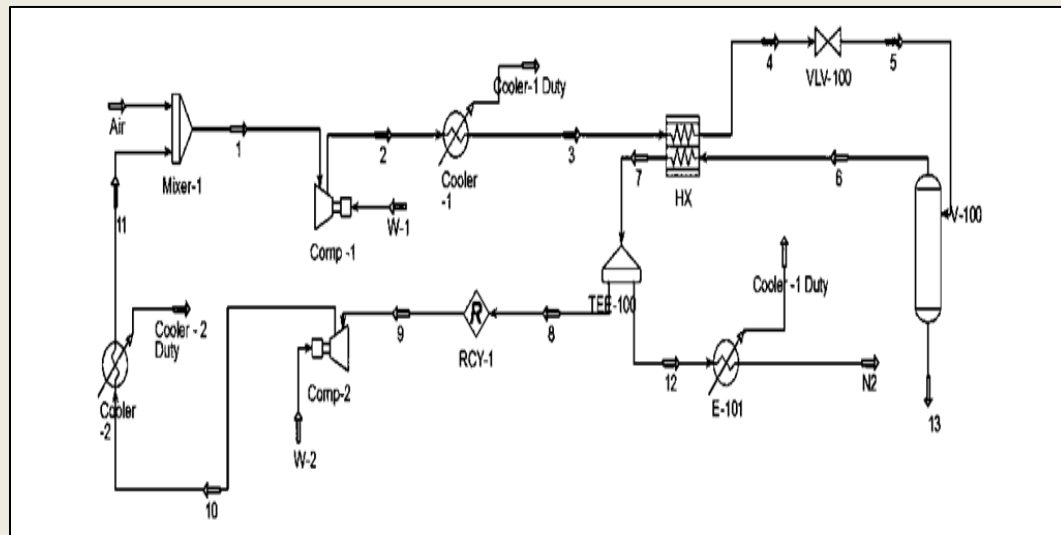 4
5
VLV-100
Cooler-1 Duty
Air
1
2
3
Cooler
-1
Mixer-1
7
6
HX
V-100
11
Comp -1
W-1
Cooler -1 Duty
TEE-100
Cooler - 2
Duty
9
8
RCY-1
Comp-2
12
N2
E-101
13
Cooler
-2
W-2
10
R